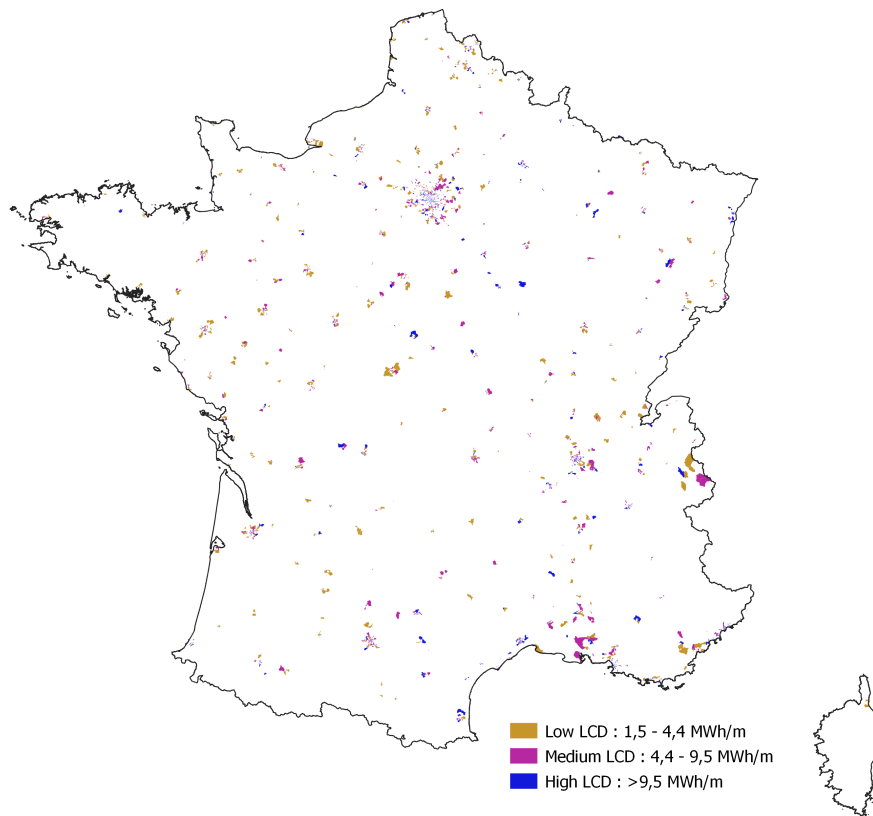 Low LCD : 1,5 - 4,4 MWh/m
Medium LCD : 4,4 - 9,5 MWh/m
High LCD : >9,5 MWh/m